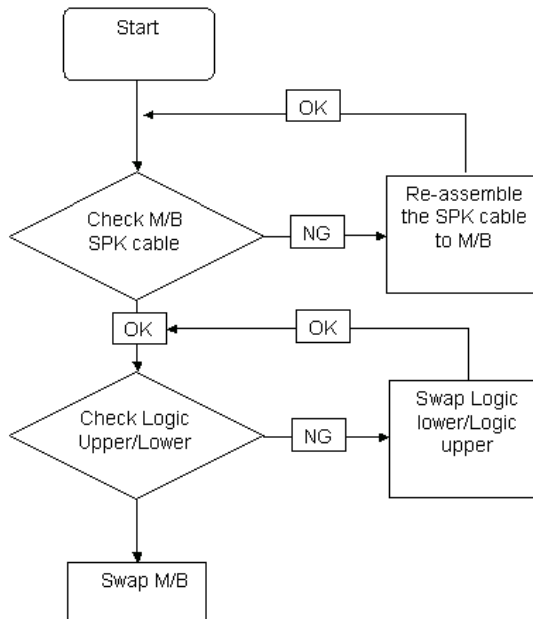 Start
OK
Check M/B
SPK cable
NG
Re-assemble
the SPK cable
to M/B
OK
OK
Check Logic
Upper/Lower
NG
Swap Logic
lower/Logic
upper
Swap M/B